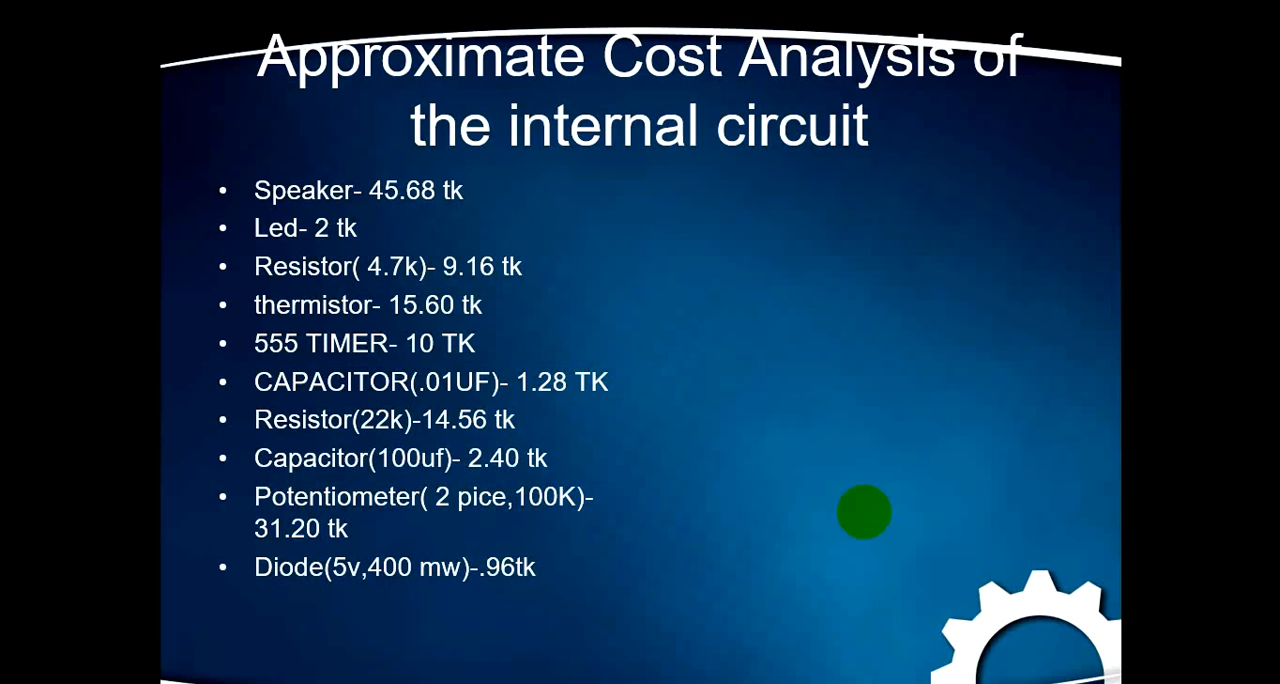 Approximate Cost Analysis of
the internal circuit
• Speaker- 45.68 tk
• Led- 2 tk
• Resistor( 4.7k)- 9.16 tk
• thermistor- 15.60 tk
• 555 TIMER- 10 TK
• CAPACITOR(.01UF)- 1.28 TK
• Resistor(22k)-14.56 tk
• Capacitor(100uf)- 2.40 tk
• Potentiometer( 2 pice,100K)-
31.20 tk
• Diode(5v,400 mw)-.96tk